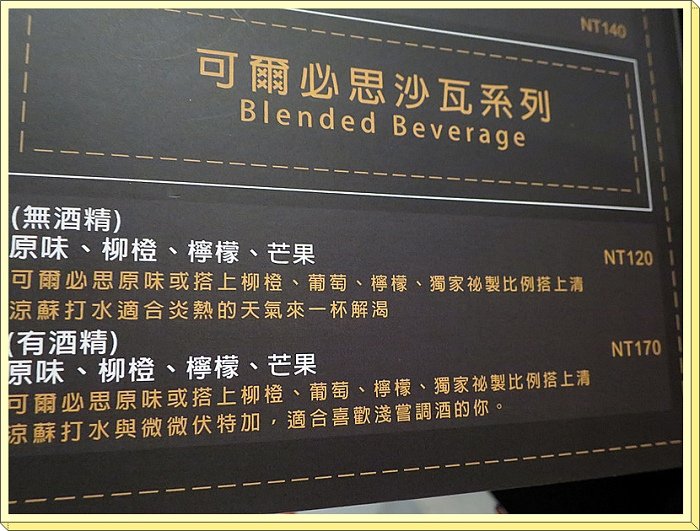 NT140
可爾必思沙瓦系列
Blended Beverage
(無酒精)
原味、柳橙、檸檬、芒果 NT120
可爾必思原味或搭上柳橙、葡萄、檸檬、獨家祕製比例搭上清
涼蘇打水適合炎熱的天氣來一杯解渴
(有酒精)
原味、柳橙、檸檬、芒果 NT170
可爾必思原味或搭上柳橙、葡萄、檸檬、獨家祕製比例搭上清
涼蘇打水與微微伏特加，適合喜歡淺嘗調酒的你。